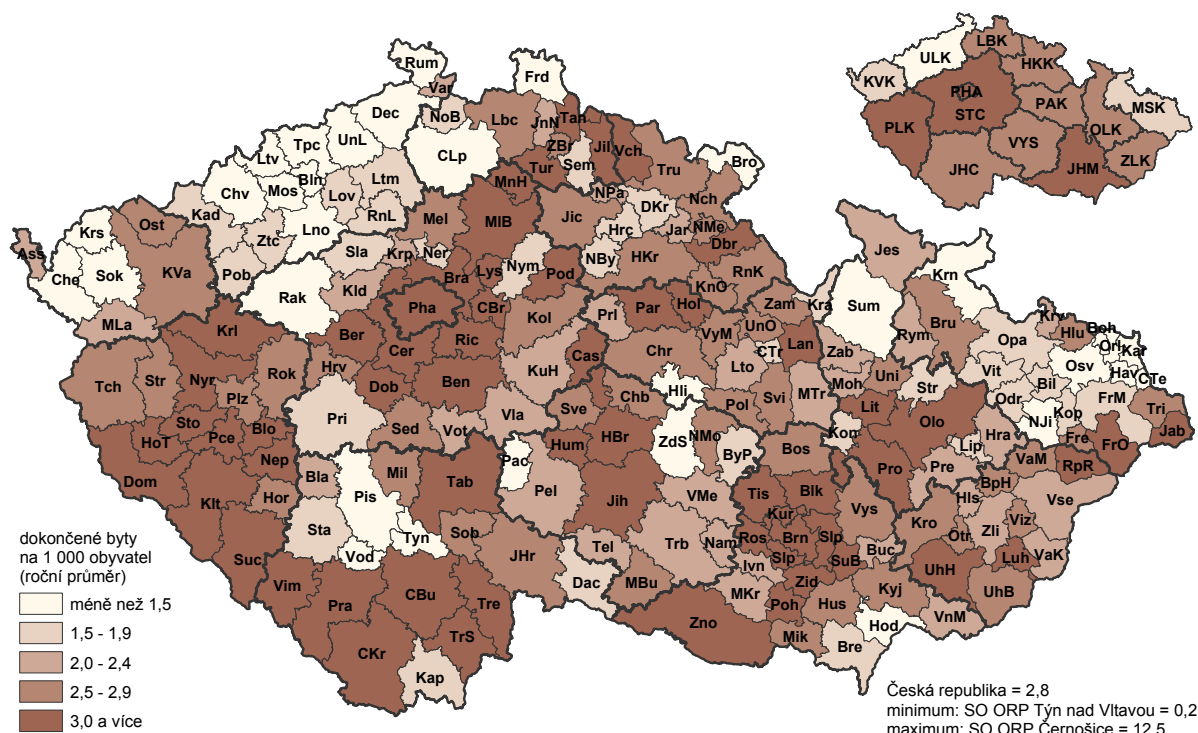 Rum
Frd
Var
Dec
NoB
Lbc
JnN
Tan
UnL
Tpc
Ltv
CLp
ZBr
Jil
Vch
Bro
Sem
Tur
Tru
Bln
Mos
Chv
Ltm
Lov
MnH
NPa
Nch
Kad
RnL
MlB
Jic
DKr
Ost
Krs
Lno
Mel
Hrc
Jar
NMe
Ass
Ztc
Sla
Krp
Ner
Dbr
Che
Sok
KVa
Pob
Nym
NBy
HKr
Rak
Kld
Bra
Lys
Pod
RnK
KnO
MLa
Pha
CBr
Kol
Prl
Par
Hol
Zam
Kra
Sum
Jes
Krn
Krl
Ber
Cer
Ric
VyM
UnO
Lan
Rym
Bru
Krv
Hlu
Boh
Orl
Kar
Cas
Chr
CTr
Zab
Opa
Osv
Hav
CTe
Tch
Str
Nyr
Rok
Hrv
Dob
Ben
KuH
Lto
Vit
Bil
Plz
Hli
Moh
Uni
Str
Odr
FrM
Pri
Sed
Vot
Vla
Sve
Chb
Pol
Svi
MTr
Lit
Olo
NJi
Kop
Tri
Sto
Pce
Blo
HoT
Hum
HBr
ZdS
NMo
Kon
Hra
Fre
FrO
Jab
Dom
Nep
Pac
ByP
Bos
Lip
VaM
RpR
Klt
Hor
Bla
Mil
Tab
Pel
Jih
Pro
Pre
BpH
Hls
Vse
Pis
VMe
Tis
Blk
Vys
Kro
Sta
Kur
Otr
Zli
Viz
Suc
Vod
Tyn
Sob
JHr
Tel
Trb
Nam
Ros
Brn
Slp
Buc
VaK
Vim
Dac
MBu
Ivn
Slp
SuB
UhH
Luh
Pra
CBu
Tre
MKr
Zid
Kyj
UhB
Zno
Poh
Hus
Hod
VnM
CKr
TrS
Mik
Bre
Kap
ULK
LBK
KVK
HKK
PHA
STC
PAK
MSK
PLK
OLK
VYS
JHC
JHM
ZLK
dokončené byty
na 1 000 obyvatel
(roční průměr)
méně než 1,5
1,5 - 1,9
2,0 - 2,4
2,5 - 2,9
3,0 a více
Česká republika = 2,8
minimum: SO ORP Týn nad Vltavou = 0,2
maximum: SO ORP Černošice = 12,5